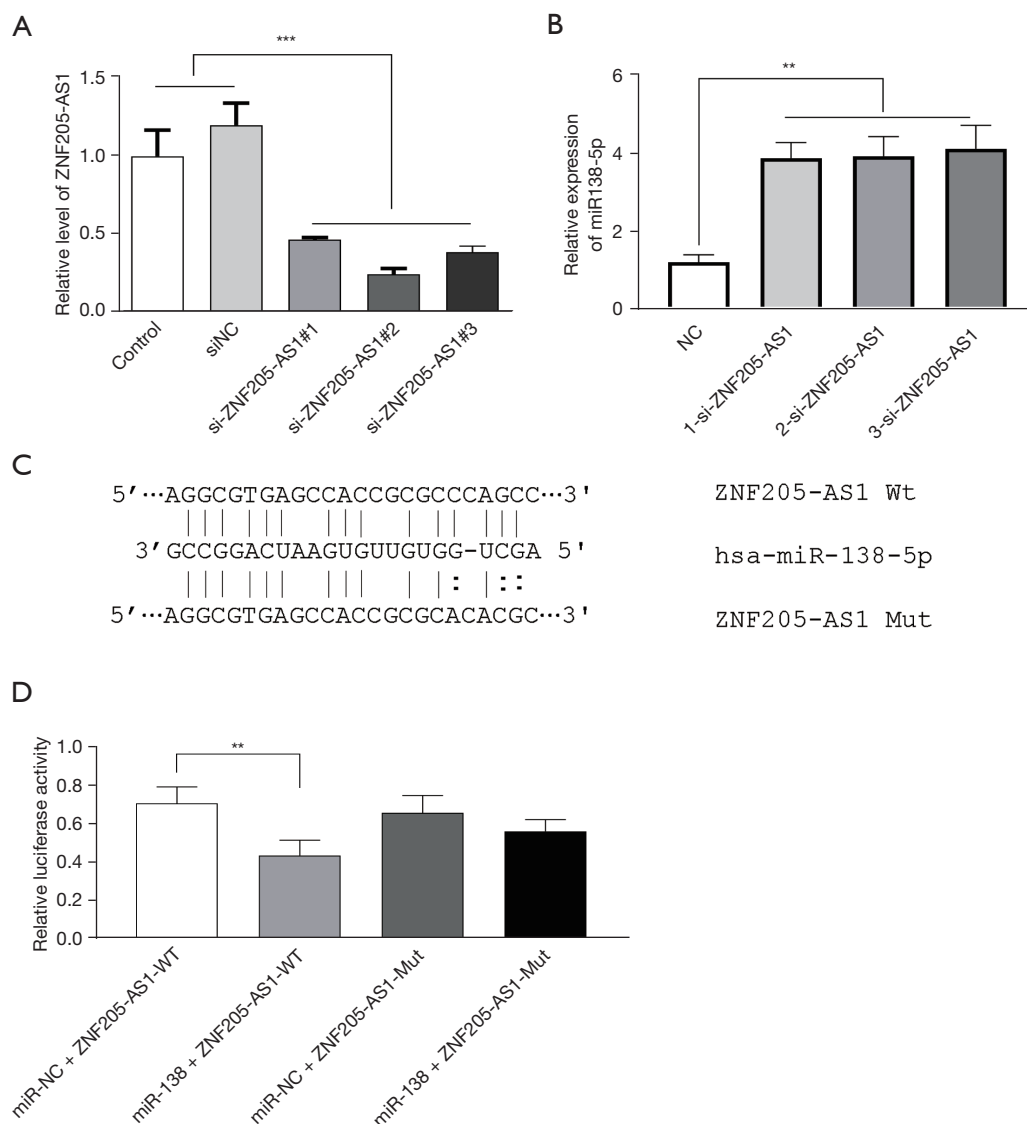 A
***
Relative level of ZNF205-AS1
1.5
1.0
0.5
0.0
Control
siNC
si-ZNF205-AS1#1
si-ZNF205-AS1#2
si-ZNF205-AS1#3
B
**
Relative expression
of miR138-5p
6
4
2
0
NC
1-si-ZNF205-AS1
2-si-ZNF205-AS1
3-si-ZNF205-AS1
C
5′···AGGCGTGAGCCACCGCGCCCAGCC···3' ZNF205-AS1 Wt
3′GCCGGACUAAGUGUUGUGG-UCGA 5' hsa-miR-138-5p
5′···AGGCGTGAGCCACCGCGCACACGC···3' ZNF205-AS1 Mut
D
**
Relative luciferase activity
1.0
0.8
0.6
0.4
0.2
0.0
miR-NC + ZNF205-AS1-WT
miR-138 + ZNF205-AS1-WT
miR-NC + ZNF205-AS1-Mut
miR-138 + ZNF205-AS1-Mut